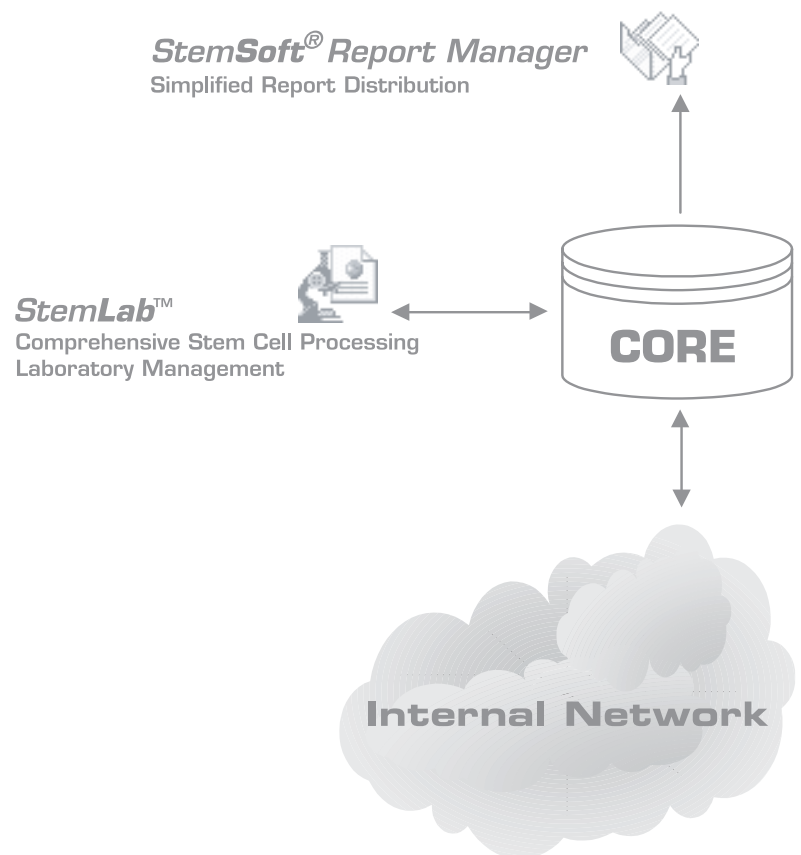 StemSoft® Report Manager
Simplified Report Distribution
StemLab™
Comprehensive Stem Cell Processing
Laboratory Management
CORE
Internal Network